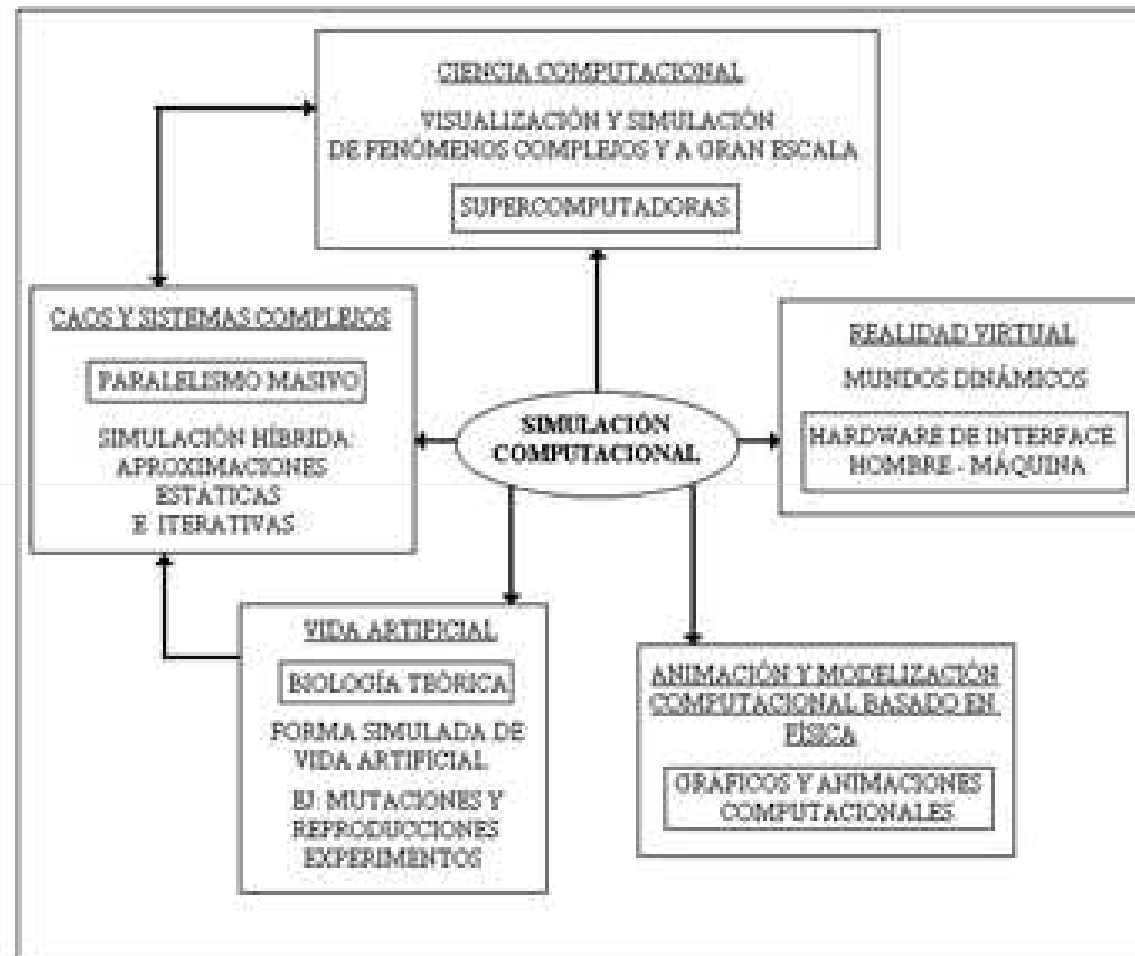 CIENCIA COMPUTACIONAL
VISUALIZACIÓN Y SIMULACIÓN
DE FENÓMENOS COMPLEJOS Y A GRAN ESCALA
SUPERCOMPUTADORAS
CAOS Y SISTEMAS COMPLEJOS
PARALELISMO MASIVO
SIMULACIÓN HÍBRIDA:
APROXIMACIONES
ESTÁTICAS
E ITERATIVAS
SIMULACIÓN
COMPUTACIONAL
REALIDAD VIRTUAL
MUNDOS DINÁMICOS
HARDWARE DE INTERFACE
HOMBRE - MÁQUINA
VIDA ARTIFICIAL
BIOLOGÍA TEÓRICA
FORMA SIMULADA DE
VIDA ARTIFICIAL
EJ: MUTACIONES Y
REPRODUCCIONES
EXPERIMENTOS
ANIMACIÓN Y MODELIZACIÓN
COMPUTACIONAL BASADO EN
FÍSICA
GRÁFICOS Y ANIMACIONES
COMPUTACIONALES